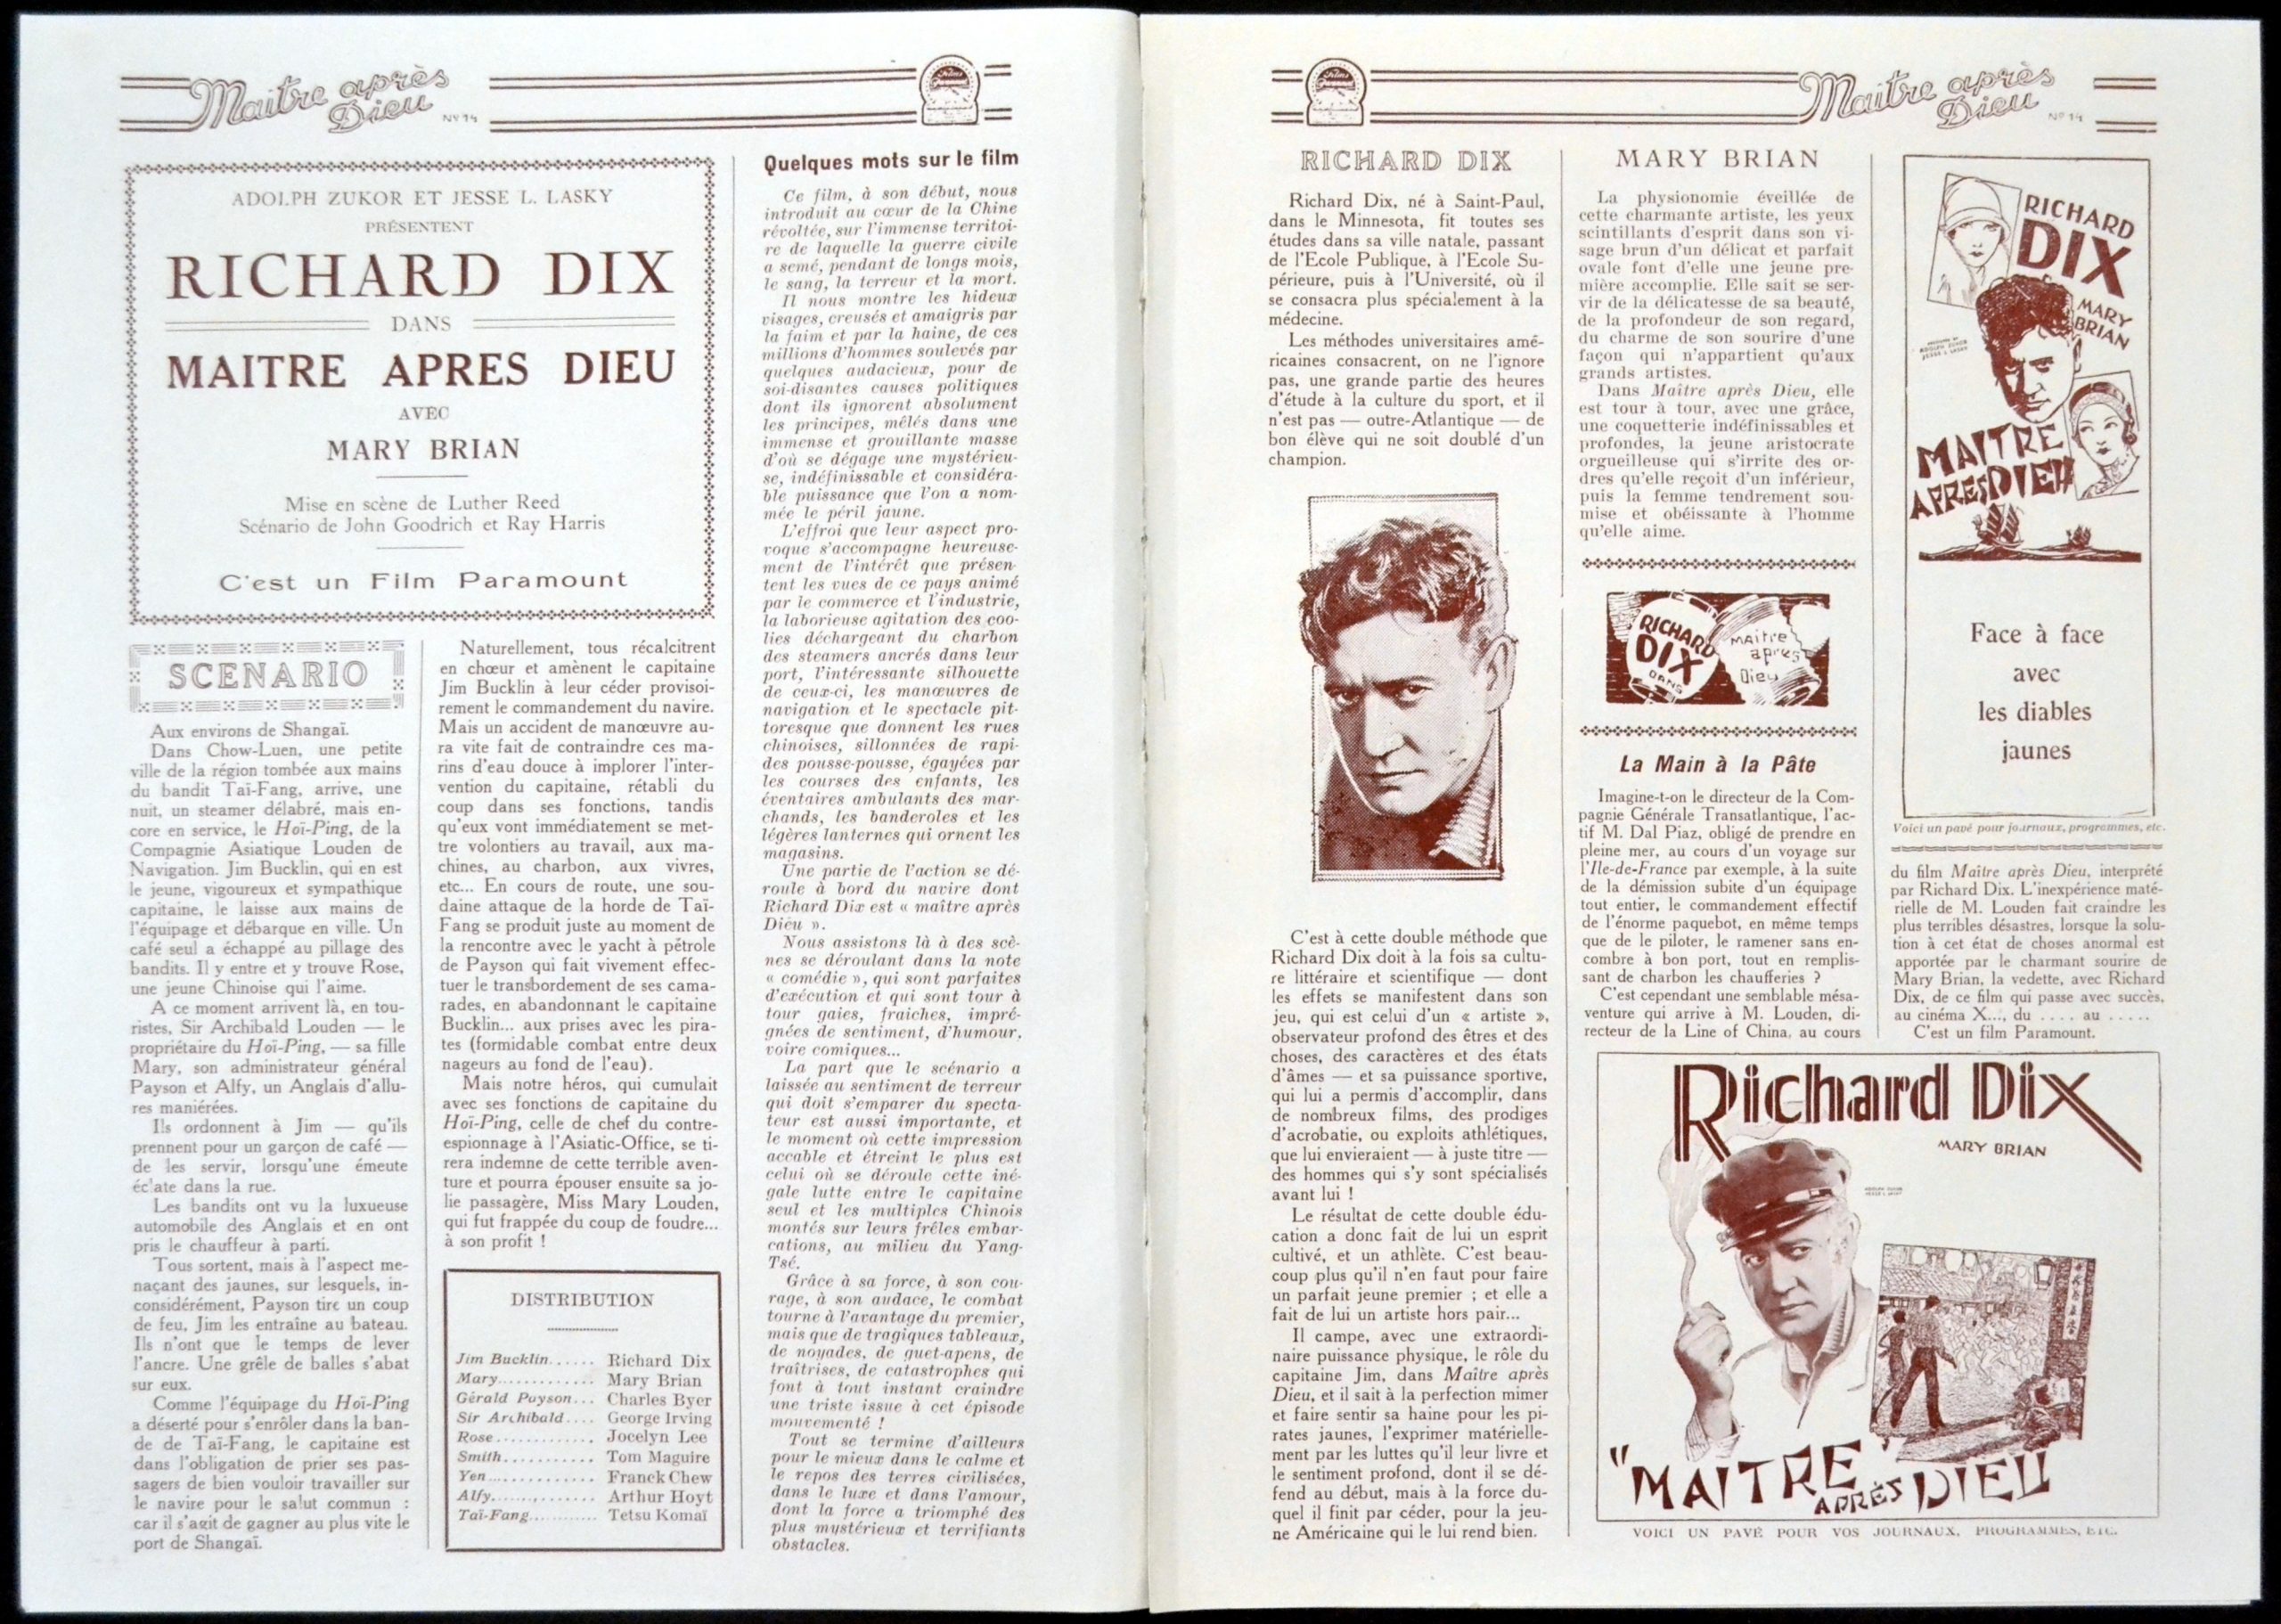 Maître après
Dieu Nº 14
ADOLPH ZUKOR ET JESSE L. LASKY
PRÉSENTENT
RICHARD DIX
DANS
MAITRE APRES DIEU
AVEC
MARY BRIAN
Mise en scène de Luther Reed
Scénario de John Goodrich et Ray Harris
C'est un Film Paramount
SCENARIO
Aux environs de Shangaï.
Dans Chow-Luen, une petite
ville de la région tombée aux mains
du bandit Taï-Fang, arrive, une
nuit, un steamer délabré, mais en-
core en service, le Hoï-Ping, de la
Compagnie Asiatique Louden de
Navigation. Jim Bucklin, qui en est
le jeune, vigoureux et sympathique
capitaine, le laisse aux mains de
l'équipage et débarque en ville. Un
café seul a échappé au pillage des
bandits. Il y entre et y trouve Rose,
une jeune Chinoise qui l'aime.
A ce moment arrivent là, en tou-
ristes, Sir Archibald Louden — le
propriétaire du Hoï-Ping, — sa fille
Mary, son administrateur général
Payson et Alfy, un Anglais d'allu-
res maniérées.
Ils ordonnent à Jim — qu'ils
prennent pour un garçon de café —
de les servir, lorsqu'une émeute
éclate dans la rue.
Les bandits ont vu la luxueuse
automobile des Anglais et en ont
pris le chauffeur à parti.
Tous sortent, mais à l'aspect me-
naçant des jaunes, sur lesquels, in-
considérément, Payson tire un coup
de feu, Jim les entraîne au bateau.
Ils n'ont que le temps de lever
l'ancre. Une grêle de balles s'abat
sur eux.
Comme l'équipage du Hoï-Ping
a déserté pour s'enrôler dans la ban-
de de Taï-Fang, le capitaine est
dans l'obligation de prier ses pas-
sagers de bien vouloir travailler sur
le navire pour le salut commun :
car il s'agit de gagner au plus vite le
port de Shangaï.
Naturellement, tous récalcitrent
en chœur et amènent le capitaine
Jim Bucklin à leur céder provisoi-
rement le commandement du navire.
Mais un accident de manœuvre au-
ra vite fait de contraindre ces ma-
rins d'eau douce à implorer l'inter-
vention du capitaine, rétabli du
coup dans ses fonctions, tandis
qu'eux vont immédiatement se met-
tre volontiers au travail, aux ma-
chines, au charbon, aux vivres,
etc... En cours de route, une sou-
daine attaque de la horde de Taï-
Fang se produit juste au moment de
la rencontre avec le yacht à pétrole
de Payson qui fait vivement effec-
tuer le transbordement de ses cama-
rades, en abandonnant le capitaine
Bucklin... aux prises avec les pira-
tes (formidable combat entre deux
nageurs au fond de l'eau).
Mais notre héros, qui cumulait
avec ses fonctions de capitaine du
Hoï-Ping, celle de chef du contre-
espionnage à l'Asiatic-Office, se ti-
rera indemne de cette terrible aven-
ture et pourra épouser ensuite sa jo-
lie passagère, Miss Mary Louden,
qui fut frappée du coup de foudre...
à son profit !
DISTRIBUTION
Jim Bucklin...... Richard Dix
Mary............ Mary Brian
Gérald Payson... Charles Byer
Sir Archibald.... George Irving
Rose............. Jocelyn Lee
Smith............ Tom Maguire
Yen.............. Franck Chew
Alfy............. Arthur Hoyt
Taï-Fang......... Tetsu Komaï
Quelques mots sur le film
Ce film, à son début, nous
introduit au cœur de la Chine
révoltée, sur l'immense territoi-
re de laquelle la guerre civile
a semé, pendant de longs mois,
le sang, la terreur et la mort.
Il nous montre les hideux
visages, creusés et amaigris par
la faim et par la haine, de ces
millions d'hommes soulevés par
quelques audacieux, pour de
soi-disantes causes politiques
dont ils ignorent absolument
les principes, mêlés dans une
immense et grouillante masse
d'où se dégage une mystérieu-
se, indéfinissable et considéra-
ble puissance que l'on a nom-
mée le péril jaune.
L'effroi que leur aspect pro-
voque s'accompagne heureuse-
ment de l'intérêt que présen-
tent les vues de ce pays animé
par le commerce et l'industrie,
la laborieuse agitation des coo-
lies déchargeant du charbon
des steamers ancrés dans leur
port, l'intéressante silhouette
de ceux-ci, les manœuvres de
navigation et le spectacle pit-
toresque que donnent les rues
chinoises, sillonnées de rapi-
des pousse-pousse, égayées par
les courses des enfants, les
éventaires ambulants des mar-
chands, les banderoles et les
légères lanternes qui ornent les
magasins.
Une partie de l'action se dé-
roule à bord du navire dont
Richard Dix est « maître après
Dieu ».
Nous assistons là à des scè-
nes se déroulant dans la note
« comédie », qui sont parfaites
d'exécution et qui sont tour à
tour gaies, fraîches, impré-
gnées de sentiment, d'humour,
voire comiques...
La part que le scénario a
laissée au sentiment de terreur
qui doit s'emparer du specta-
teur est aussi importante, et
le moment où cette impression
accable et étreint le plus est
celui où se déroule cette iné-
gale lutte entre le capitaine
seul et les multiples Chinois
montés sur leurs frêles embar-
cations, au milieu du Yang-
Tsé.
Grâce à sa force, à son cou-
rage, à son audace, le combat
tourne à l'avantage du premier,
mais que de tragiques tableaux,
de noyades, de guet-apens, de
traîtrises, de catastrophes qui
font à tout instant craindre
une triste issue à cet épisode
mouvementé !
Tout se termine d'ailleurs
pour le mieux dans le calme et
le repos des terres civilisées,
dans le luxe et dans l'amour,
dont la force a triomphé des
plus mystérieux et terrifiants
obstacles.
Maître après
Dieu Nº 14
RICHARD DIX
Richard Dix, né à Saint-Paul,
dans le Minnesota, fit toutes ses
études dans sa ville natale, passant
de l'Ecole Publique, à l'Ecole Su-
périeure, puis à l'Université, où il
se consacra plus spécialement à la
médecine.
Les méthodes universitaires amé-
ricaines consacrent, on ne l'ignore
pas, une grande partie des heures
d'étude à la culture du sport, et il
n'est pas — outre-Atlantique — de
bon élève qui ne soit doublé d'un
champion.
C'est à cette double méthode que
Richard Dix doit à la fois sa cultu-
re littéraire et scientifique — dont
les effets se manifestent dans son
jeu, qui est celui d'un « artiste »,
observateur profond des êtres et des
choses, des caractères et des états
d'âmes — et sa puissance sportive,
qui lui a permis d'accomplir, dans
de nombreux films, des prodiges
d'acrobatie, ou exploits athlétiques,
que lui envieraient — à juste titre —
des hommes qui s'y sont spécialisés
avant lui !
Le résultat de cette double édu-
cation a donc fait de lui un esprit
cultivé, et un athlète. C'est beau-
coup plus qu'il n'en faut pour faire
un parfait jeune premier ; et elle a
fait de lui un artiste hors pair...
Il campe, avec une extraordi-
naire puissance physique, le rôle du
capitaine Jim, dans Maître après
Dieu, et il sait à la perfection mimer
et faire sentir sa haine pour les pi-
rates jaunes, l'exprimer matérielle-
ment par les luttes qu'il leur livre et
le sentiment profond, dont il se dé-
fend au début, mais à la force du-
quel il finit par céder, pour la jeu-
ne Américaine qui le lui rend bien.
MARY BRIAN
La physionomie éveillée de
cette charmante artiste, les yeux
scintillants d'esprit dans son vi-
sage brun d'un délicat et parfait
ovale font d'elle une jeune pre-
mière accomplie. Elle sait se ser-
vir de la délicatesse de sa beauté,
de la profondeur de son regard,
du charme de son sourire d'une
façon qui n'appartient qu'aux
grands artistes.
Dans Maître après Dieu, elle
est tour à tour, avec une grâce,
une coquetterie indéfinissables et
profondes, la jeune aristocrate
orgueilleuse qui s'irrite des or-
dres qu'elle reçoit d'un inférieur,
puis la femme tendrement sou-
mise et obéissante à l'homme
qu'elle aime.
RICHARD
DIX
DANS
Maitre
après
Dieu
La Main à la Pâte
Imagine-t-on le directeur de la Com-
pagnie Générale Transatlantique, l'ac-
tif M. Dal Piaz, obligé de prendre en
pleine mer, au cours d'un voyage sur
l'Ile-de-France par exemple, à la suite
de la démission subite d'un équipage
tout entier, le commandement effectif
de l'énorme paquebot, en même temps
que de le piloter, le ramener sans en-
combre à bon port, tout en remplis-
sant de charbon les chaufferies ?
C'est cependant une semblable mésa-
venture qui arrive à M. Louden, di-
recteur de la Line of China, au cours
RICHARD
DIX
MARY
BRIAN
MAITRE
APRES DIEU
Face à face
avec
les diables
jaunes
Voici un pavé pour journaux, programmes, etc.
du film Maître après Dieu, interprété
par Richard Dix. L'inexpérience maté-
rielle de M. Louden fait craindre les
plus terribles désastres, lorsque la solu-
tion à cet état de choses anormal est
apportée par le charmant sourire de
Mary Brian, la vedette, avec Richard
Dix, de ce film qui passe avec succès,
au cinéma X..., du .... au .....
C'est un film Paramount.
Richard Dix
MARY BRIAN
"MAITRE
APRÈS DIEU
VOICI UN PAVÉ POUR VOS JOURNAUX, PROGRAMMES, ETC.